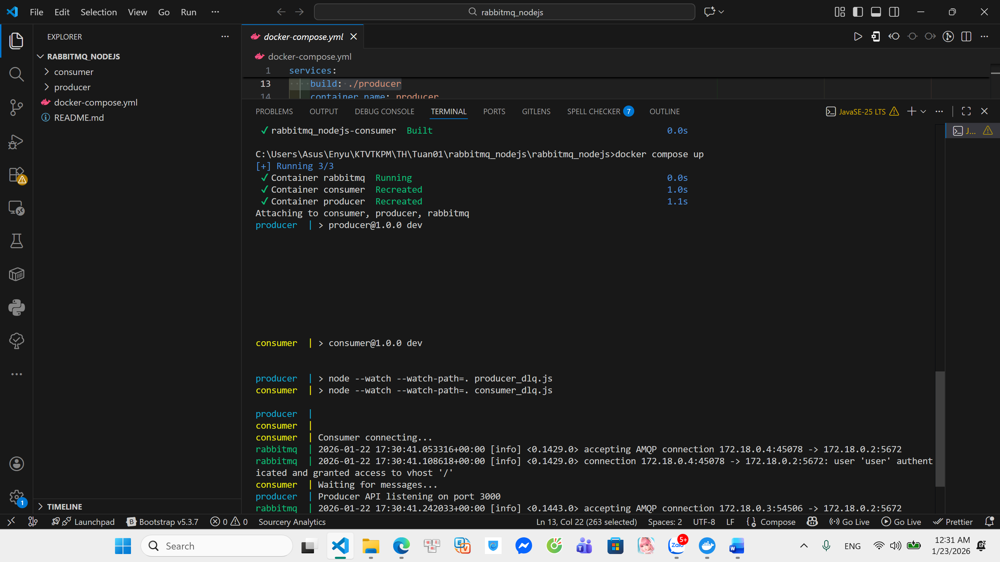 File Edit Selection View Go Run ···
rabbitmq_nodejs
EXPLORER
RABBITMQ_NODEJS
consumer
producer
docker-compose.yml
README.md
TIMELINE
docker-compose.yml
docker-compose.yml
1 services:
13 build: ./producer
14 container_name: producer
PROBLEMS OUTPUT DEBUG CONSOLE TERMINAL PORTS GITLENS SPELL CHECKER 7 OUTLINE
JavaSE-25 LTS
J...
✓ rabbitmq_nodejs-consumer Built 0.0s
C:\Users\Asus\Enyu\KTVTKPM\TH\Tuan01\rabbitmq_nodejs\rabbitmq_nodejs>docker compose up
[+] Running 3/3
✓ Container rabbitmq Running 0.0s
✓ Container consumer Recreated 1.0s
✓ Container producer Recreated 1.1s
Attaching to consumer, producer, rabbitmq
producer | > producer@1.0.0 dev
consumer | > consumer@1.0.0 dev
producer | > node --watch --watch-path=. producer_dlq.js
consumer | > node --watch --watch-path=. consumer_dlq.js
producer |
consumer |
consumer | Consumer connecting...
rabbitmq | 2026-01-22 17:30:41.053316+00:00 [info] <0.1429.0> accepting AMQP connection 172.18.0.4:45078 -> 172.18.0.2:5672
rabbitmq | 2026-01-22 17:30:41.108618+00:00 [info] <0.1429.0> connection 172.18.0.4:45078 -> 172.18.0.2:5672: user 'user' authent
icated and granted access to vhost '/'
consumer | Waiting for messages...
producer | Producer API listening on port 3000
rabbitmq | 2026-01-22 17:30:41.242033+00:00 [info] <0.1443.0> accepting AMQP connection 172.18.0.3:54506 -> 172.18.0.2:5672
1
Launchpad Bootstrap v5.3.7 0 0 Sourcery Analytics Ln 13, Col 22 (263 selected) Spaces: 2 UTF-8 LF Compose Go Live Go Live Prettier
Search
Zalo 5+
ENG
12:31 AM
1/23/2026